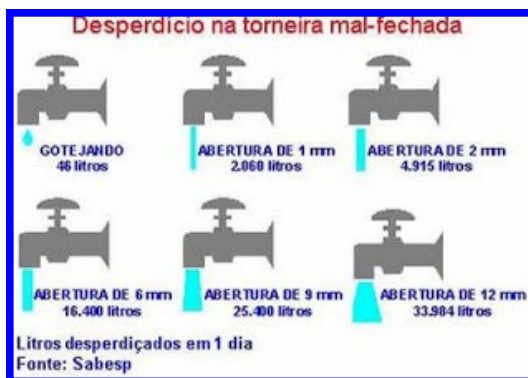 Desperdício na torneira mal-fechada
GOTEJANDO
46 litros
ABERTURA DE 1 mm
2.060 litros
ABERTURA DE 2 mm
4.915 litros
ABERTURA DE 6 mm
16.400 litros
ABERTURA DE 9 mm
25.400 litros
ABERTURA DE 12 mm
33.984 litros
Litros desperdiçados em 1 dia
Fonte: Sabesp